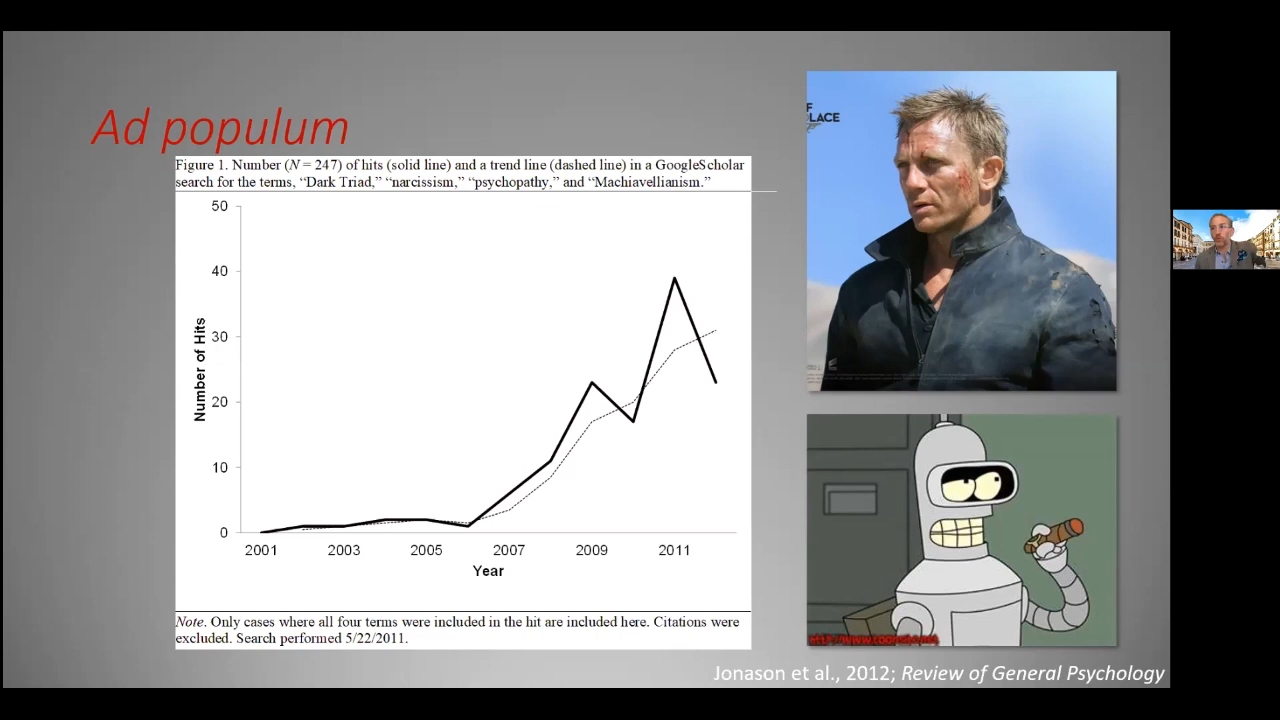 Ad populum
Figure 1. Number (N = 247) of hits (solid line) and a trend line (dashed line) in a GoogleScholar
search for the terms, “Dark Triad,” “narcissism,” “psychopathy,” and “Machiavellianism.”
50
40
30
20
10
0
Number of Hits
2001 2003 2005 2007 2009 2011
Year
Note. Only cases where all four terms were included in the hit are included here. Citations were
excluded. Search performed 5/22/2011.
F
LACE
Jonason et al., 2012; Review of General Psychology